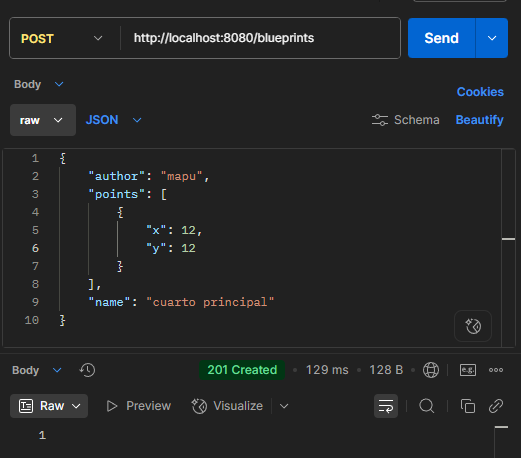 POST http://localhost:8080/blueprints Send
Body
Cookies
raw JSON Schema Beautify
1 {
2 "author": "mapu",
3 "points": [
4 {
5 "x": 12,
6 "y": 12
7 }
8 ],
9 "name": "cuarto principal"
10 }
Body 201 Created • 129 ms • 128 B e.g.
Raw Preview Visualize
1